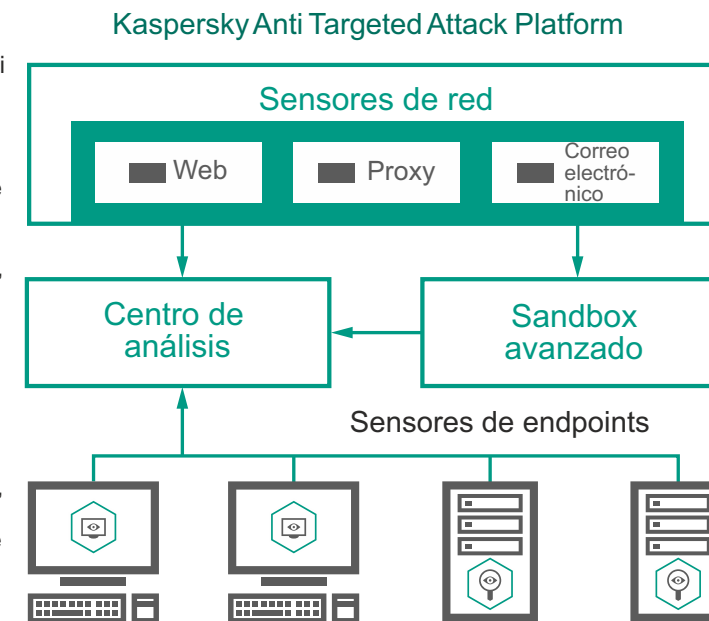 Kaspersky Anti Targeted Attack Platform
i
Sensores de red
Web
Proxy
Correo
electró-
nico
e
,
Centro de
análisis
Sandbox
avanzado
Sensores de endpoints
,
e